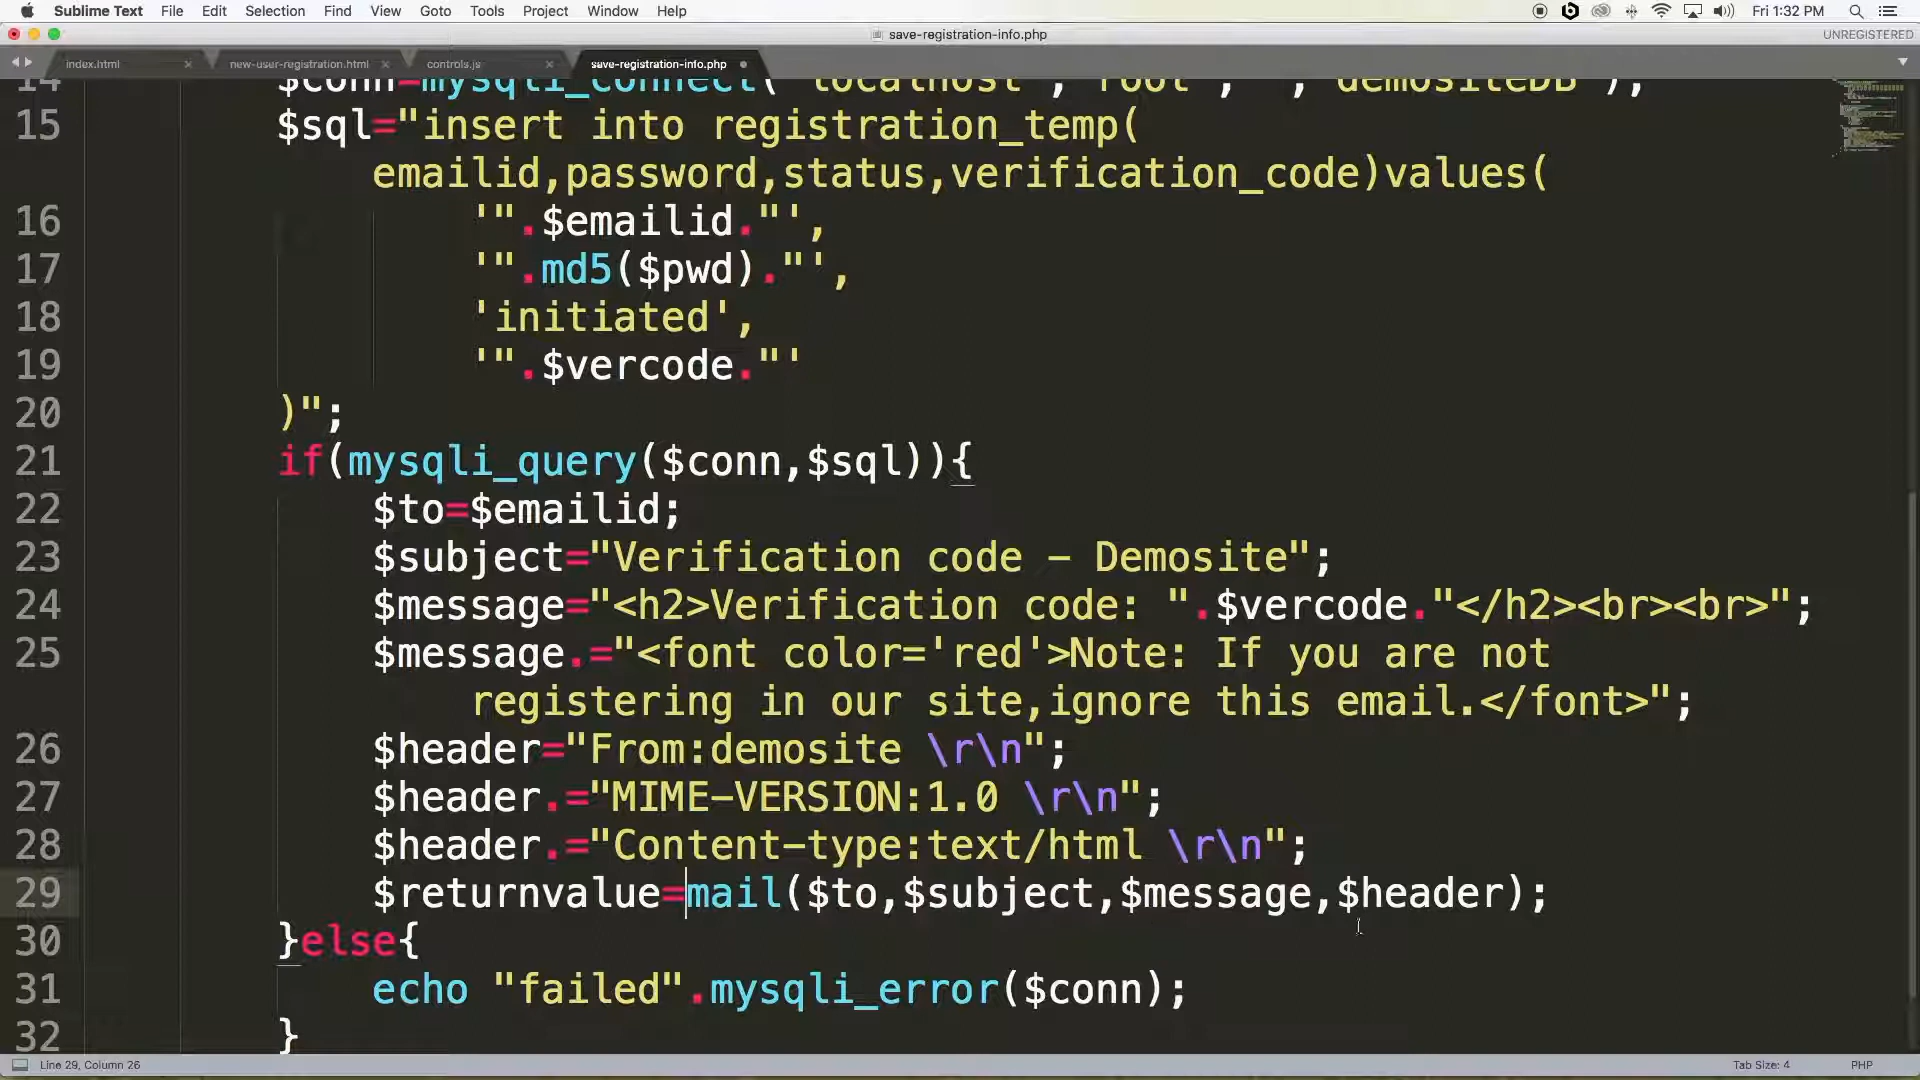 Sublime Text File Edit Selection Find View Goto Tools Project Window Help Fri 1:32 PM
save-registration-info.php UNREGISTERED
index.html new-user-registration.html controls.js save-registration-info.php
14 $conn=mysqli_connect("localhost","root","","demositeDB");
15 $sql="insert into registration_temp(
emailid,password,status,verification_code)values(
16 '".$emailid."',
17 '".md5($pwd)."',
18 'initiated',
19 '".$vercode."'
20 )";
21 if(mysqli_query($conn,$sql)){
22 $to=$emailid;
23 $subject="Verification code – Demosite";
24 $message="<h2>Verification code: ".$vercode."</h2><br><br>";
25 $message.="<font color='red'>Note: If you are not
registering in our site,ignore this email.</font>";
26 $header="From:demosite \r\n";
27 $header.="MIME-VERSION:1.0 \r\n";
28 $header.="Content-type:text/html \r\n";
29 $returnvalue=mail($to,$subject,$message,$header);
30 }else{
31 echo "failed".mysqli_error($conn);
32 }
Line 29, Column 26 Tab Size: 4 PHP